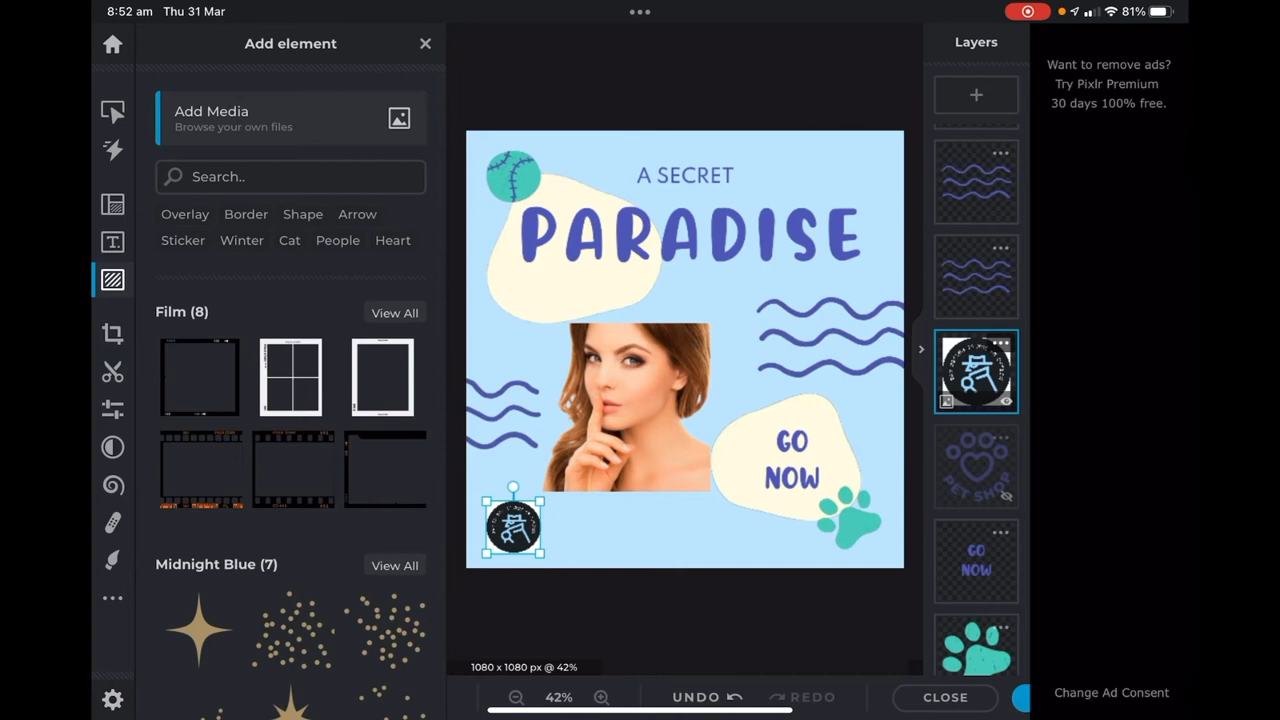 8:52 am Thu 31 Mar
81%
Add element
Layers
Want to remove ads?
Try Pixlr Premium
30 days 100% free.
Add Media
Browse your own files
Search..
Overlay Border Shape Arrow
Sticker Winter Cat People Heart
Film (8)
View All
Midnight Blue (7)
View All
A SECRET
PARADISE
GO
NOW
PET SHOP
GO
NOW
1080 x 1080 px @ 42%
42%
UNDO
REDO
CLOSE
Change Ad Consent